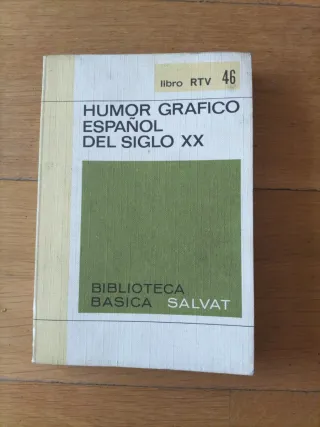 libro RTV 46
HUMOR GRAFICO
ESPAÑOL
DEL SIGLO XX
BIBLIOTECA
BASICA SALVAT